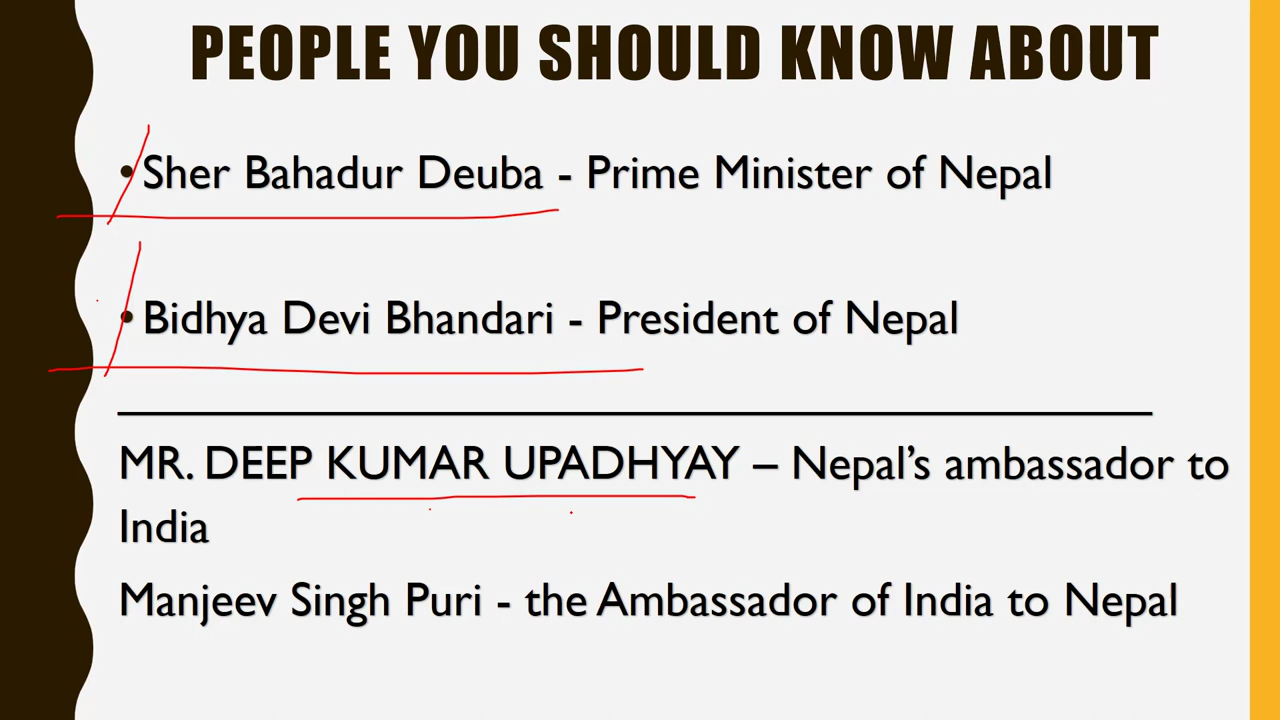 PEOPLE YOU SHOULD KNOW ABOUT
•Sher Bahadur Deuba - Prime Minister of Nepal
•Bidhya Devi Bhandari - President of Nepal
MR. DEEP KUMAR UPADHYAY – Nepal's ambassador to
India
Manjeev Singh Puri - the Ambassador of India to Nepal